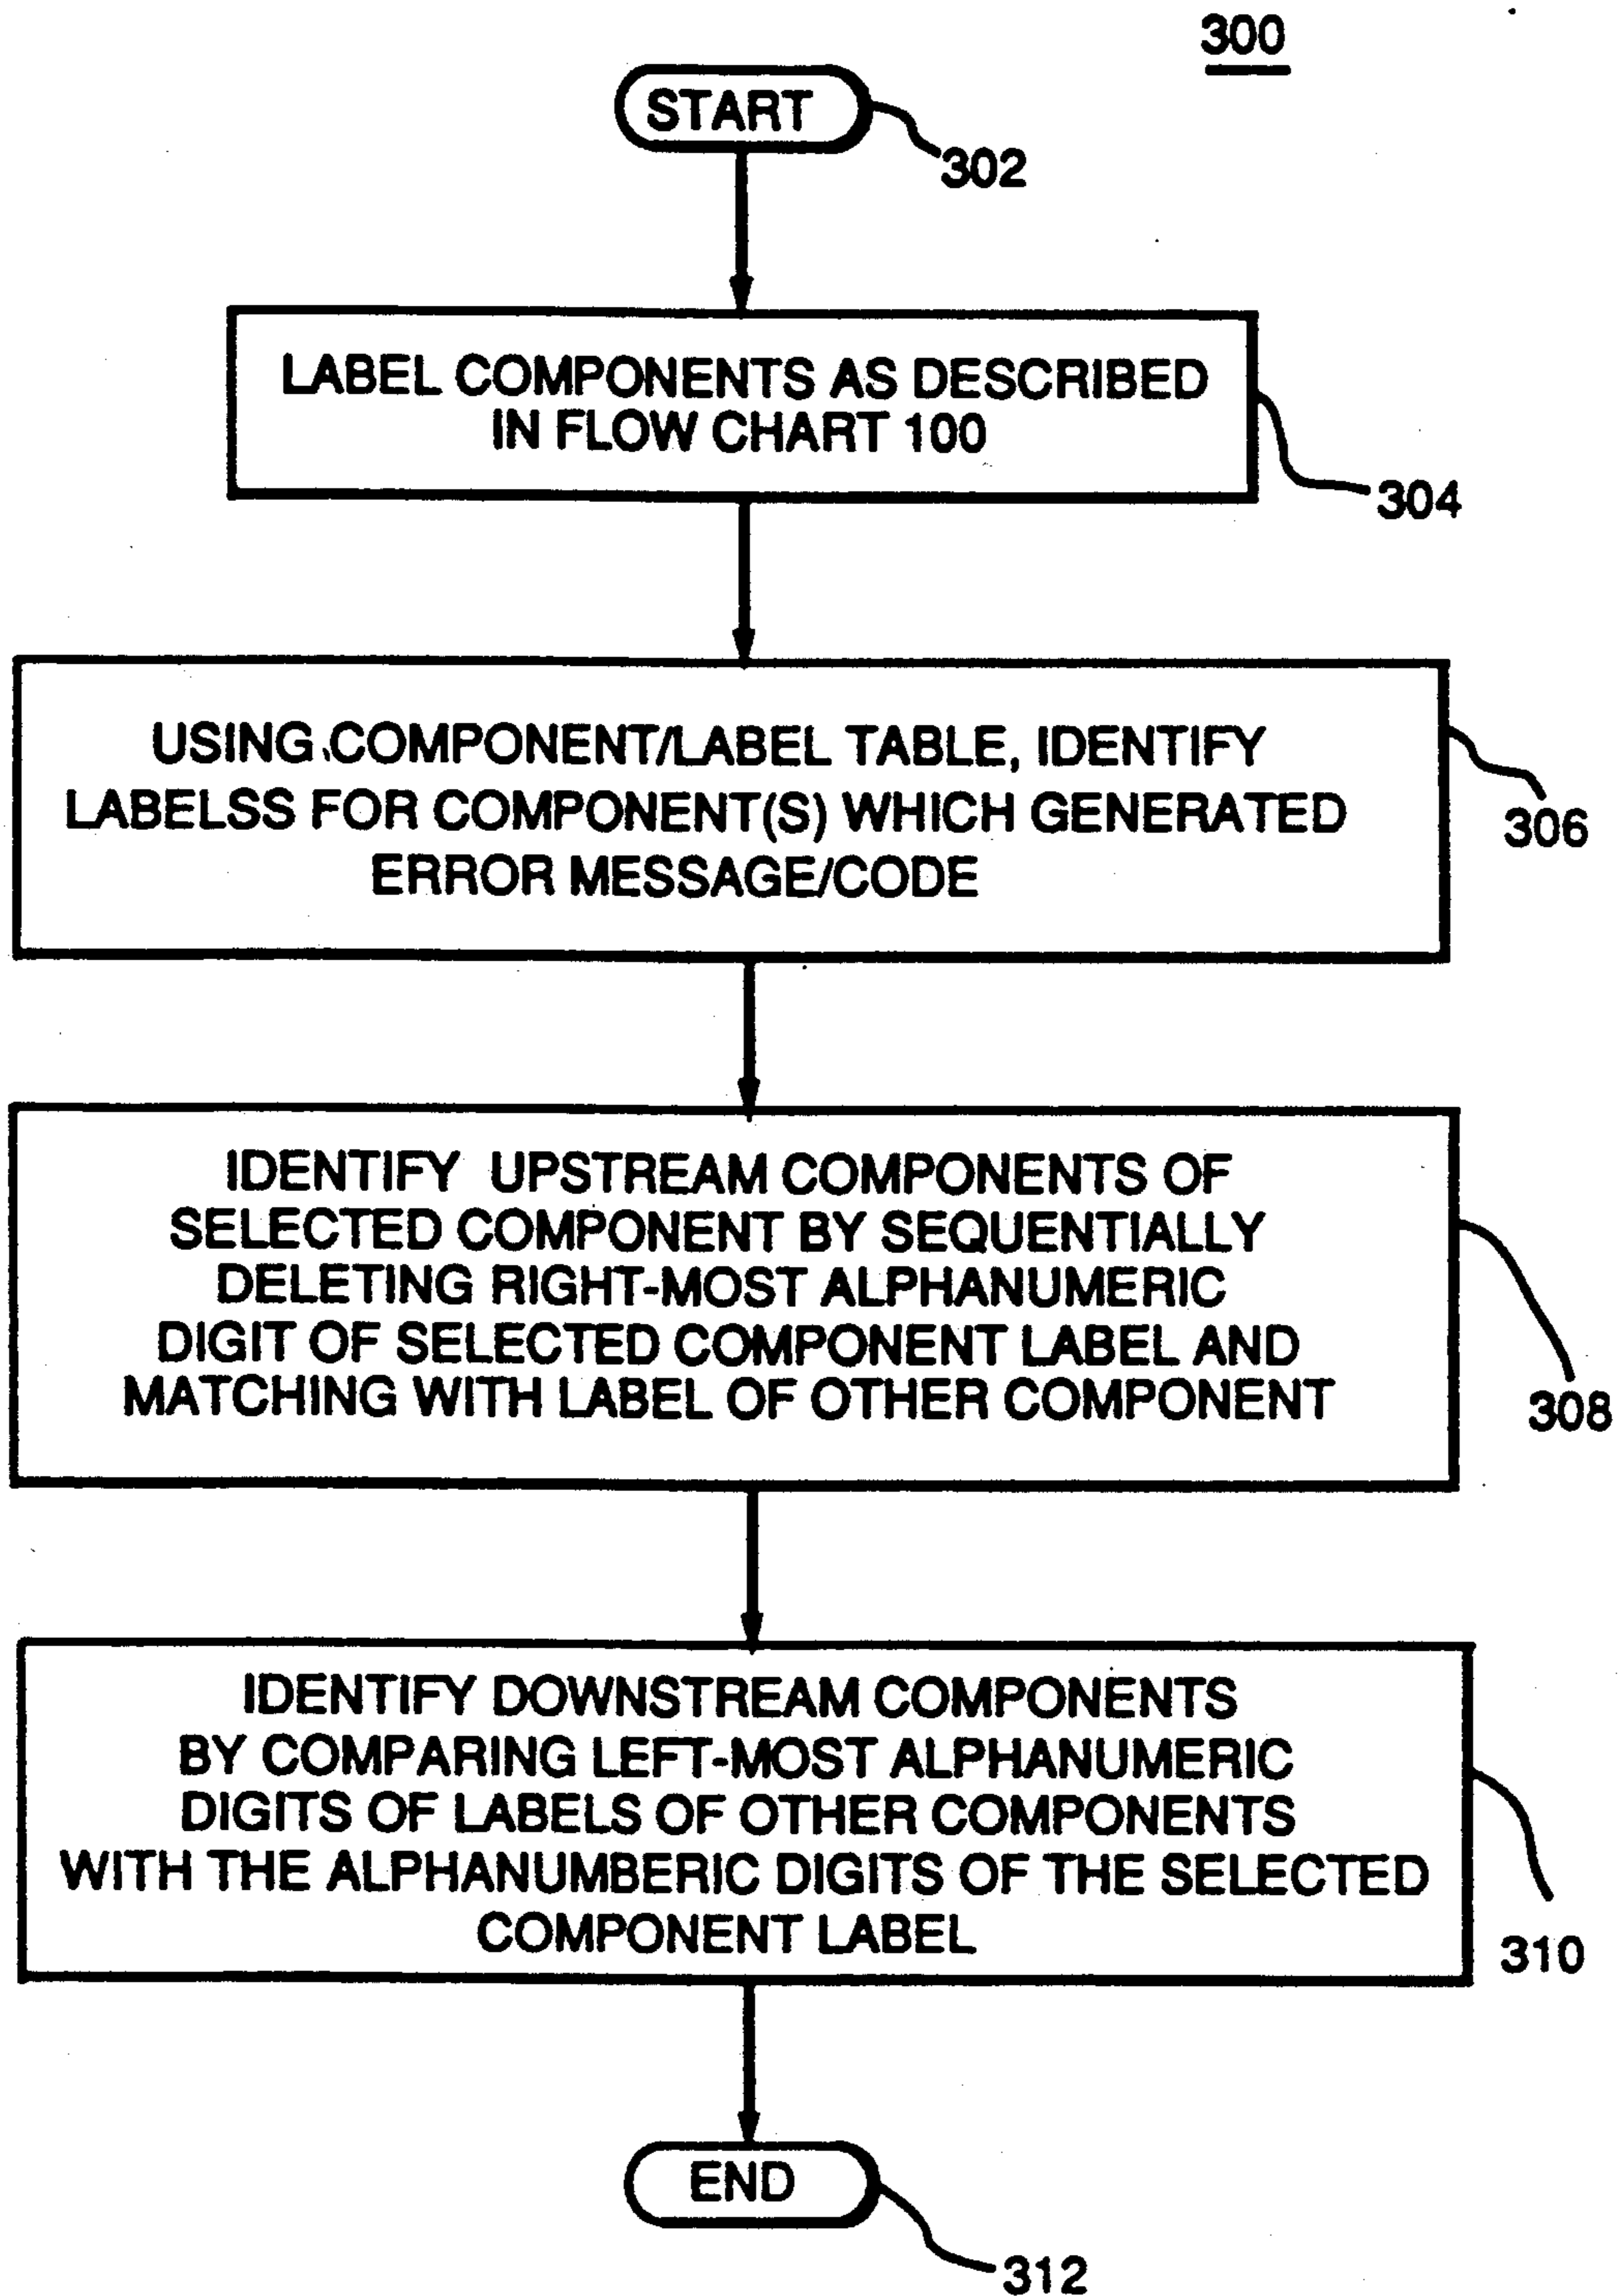 300
START
302
LABEL COMPONENTS AS DESCRIBED
IN FLOW CHART 100
304
USING COMPONENT/LABEL TABLE, IDENTIFY
LABELSS FOR COMPONENT(S) WHICH GENERATED
ERROR MESSAGE/CODE
306
IDENTIFY UPSTREAM COMPONENTS OF
SELECTED COMPONENT BY SEQUENTIALLY
DELETING RIGHT-MOST ALPHANUMERIC
DIGIT OF SELECTED COMPONENT LABEL AND
MATCHING WITH LABEL OF OTHER COMPONENT
308
IDENTIFY DOWNSTREAM COMPONENTS
BY COMPARING LEFT-MOST ALPHANUMERIC
DIGITS OF LABELS OF OTHER COMPONENTS
WITH THE ALPHANUMBERIC DIGITS OF THE SELECTED
COMPONENT LABEL
310
END
312